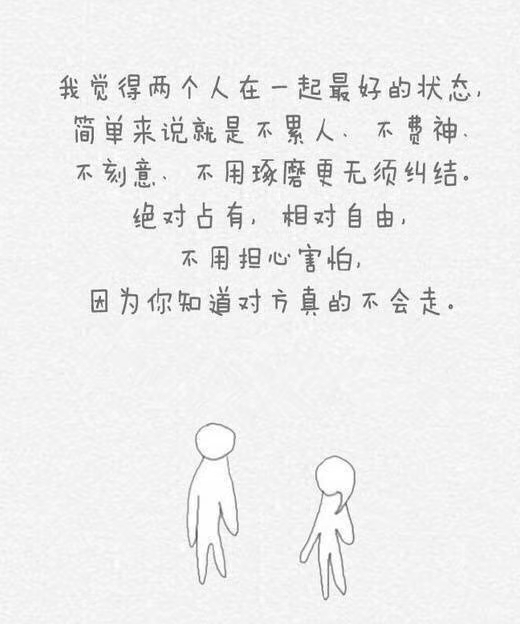 我觉得两个人在一起最好的状态,
简单来说就是不累人、不费神、
不刻意、不用琢磨更无须纠结。
绝对占有,相对自由,
不用担心害怕,
因为你知道对方真的不会走。